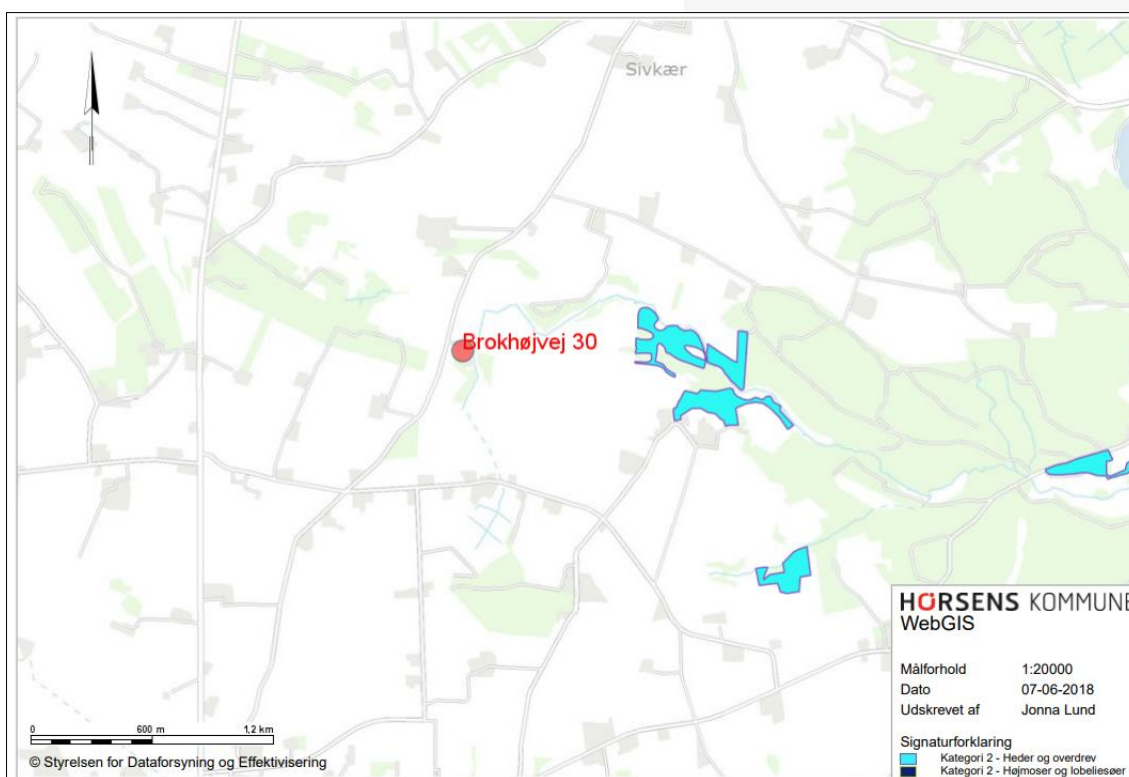 Sivkær
Brokhøjvej 30
HORSENS KOMMUNE
WebGIS
Målforhold 1:20000
Dato 07-06-2018
Udskrevet af Jonna Lund
Signaturforklaring
Kategori 2 - Heder og overdrev
Kategori 2 - Højmoser og lobeliesøer
0 600 m 1,2 km
© Styrelsen for Dataforsyning og Effektivisering